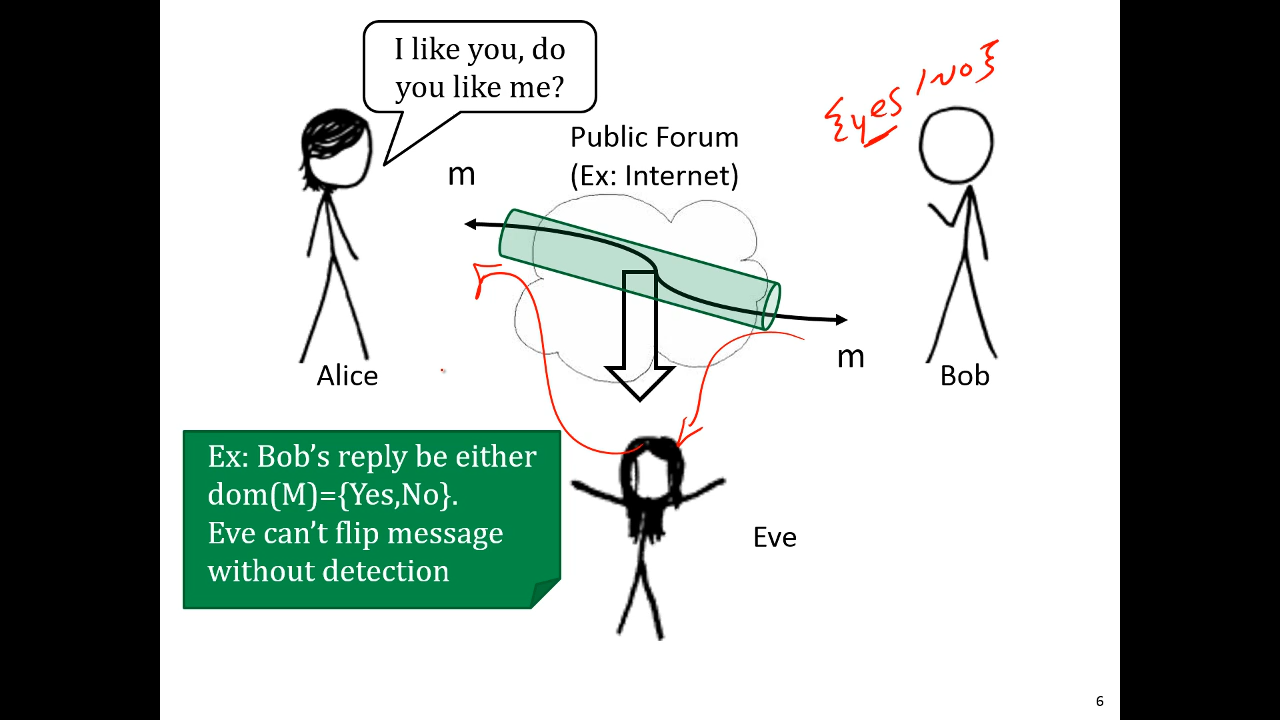 I like you, do
you like me?
{yes / No}
Public Forum
(Ex: Internet)
m
m
Alice
Bob
Ex: Bob’s reply be either
dom(M)={Yes,No}.
Eve can’t flip message
without detection
Eve
6